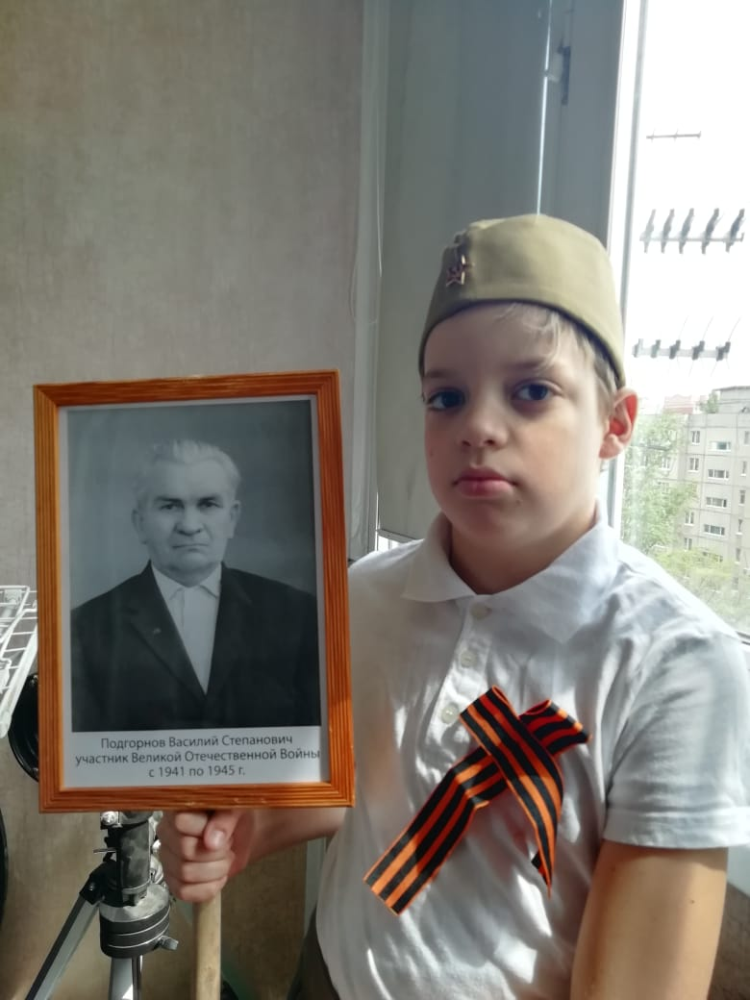 Подгорнов Василий Степанович
участник Великой Отечественной Войны
с 1941 по 1945 г.